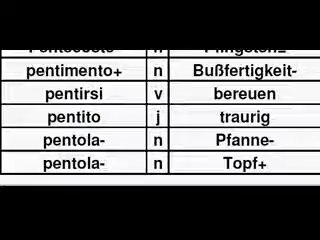 pentimento+ n Bußfertigkeit-
pentirsi v bereuen
pentito j traurig
pentola- n Pfanne-
pentola- n Topf+